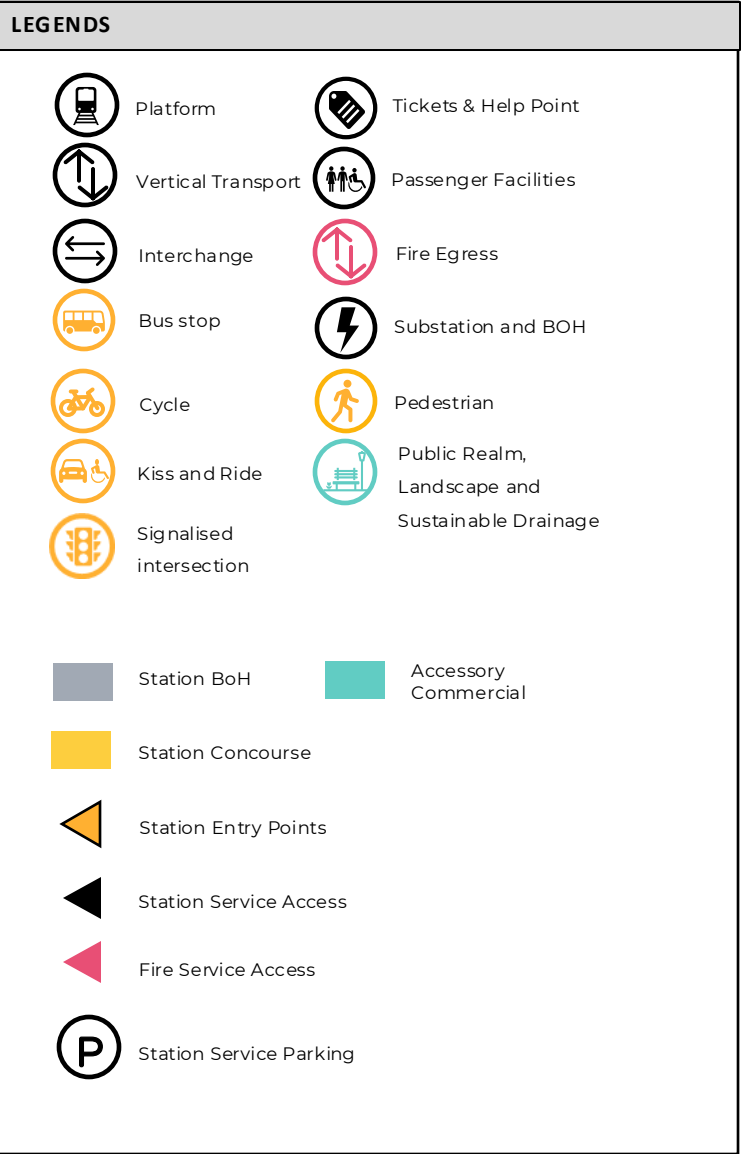 LEGENDS
Platform
Tickets & Help Point
Vertical Transport
Passenger Facilities
Interchange
Fire Egress
Bus stop
Substation and BOH
Cycle
Pedestrian
Kiss and Ride
Public Realm,
Landscape and
Sustainable Drainage
Signalised
intersection
Station BoH
Accessory
Commercial
Station Concourse
Station Entry Points
Station Service Access
Fire Service Access
P
Station Service Parking